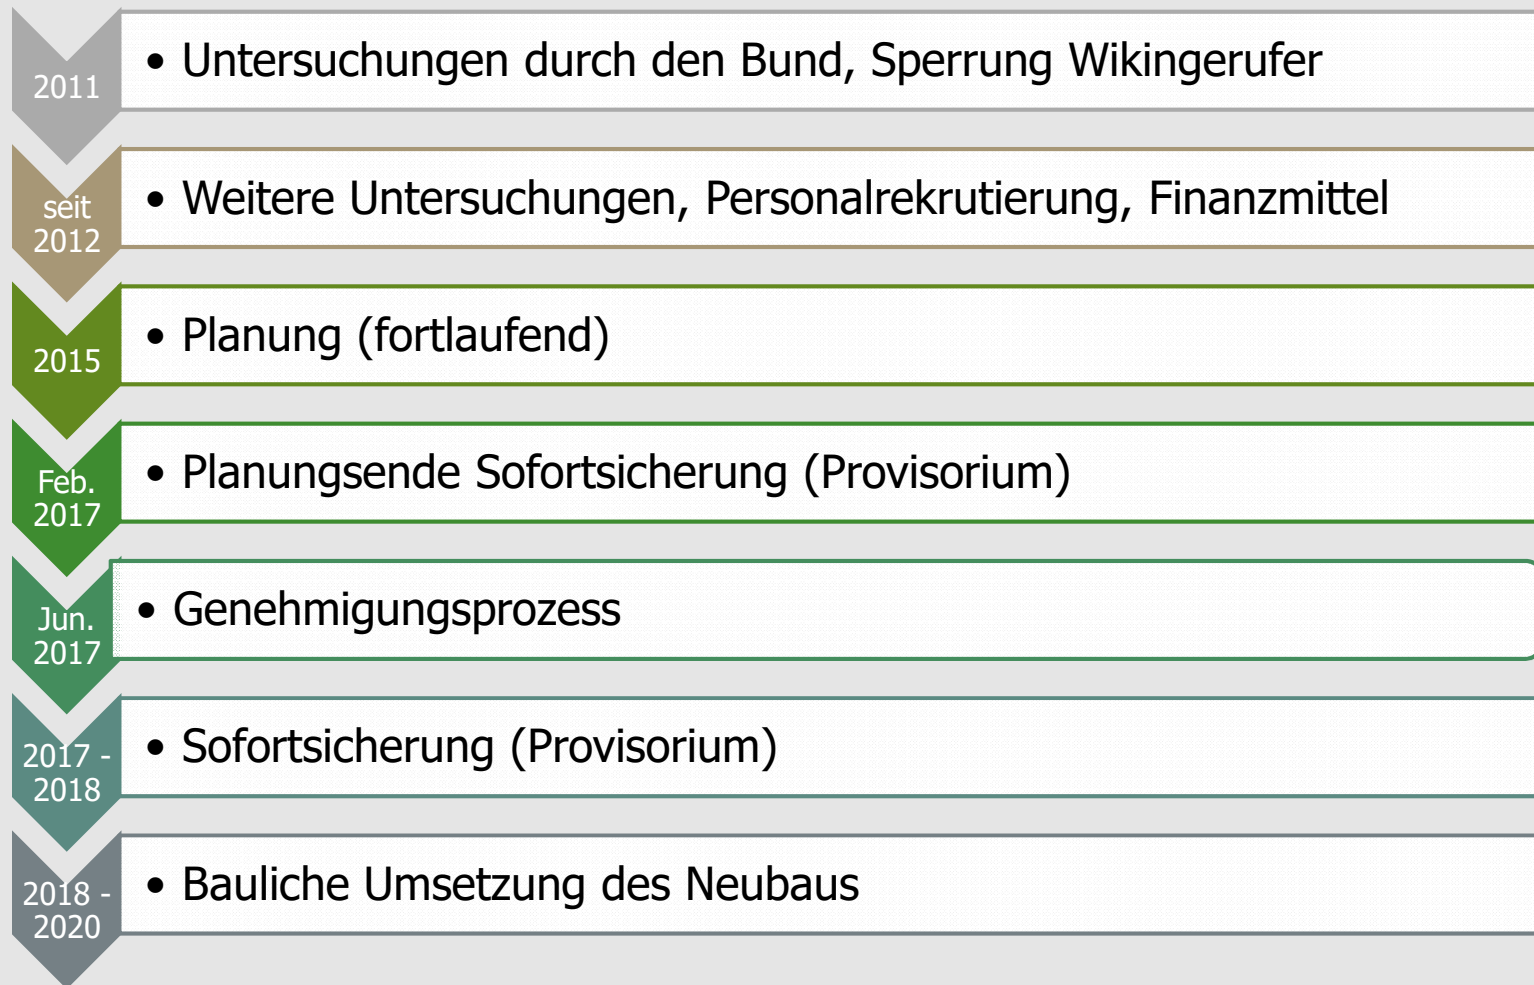 2011
• Untersuchungen durch den Bund, Sperrung Wikingerufer
seit
2012
• Weitere Untersuchungen, Personalrekrutierung, Finanzmittel
2015
• Planung (fortlaufend)
Feb.
2017
• Planungsende Sofortsicherung (Provisorium)
Jun.
2017
• Genehmigungsprozess
2017 -
2018
• Sofortsicherung (Provisorium)
2018 -
2020
• Bauliche Umsetzung des Neubaus